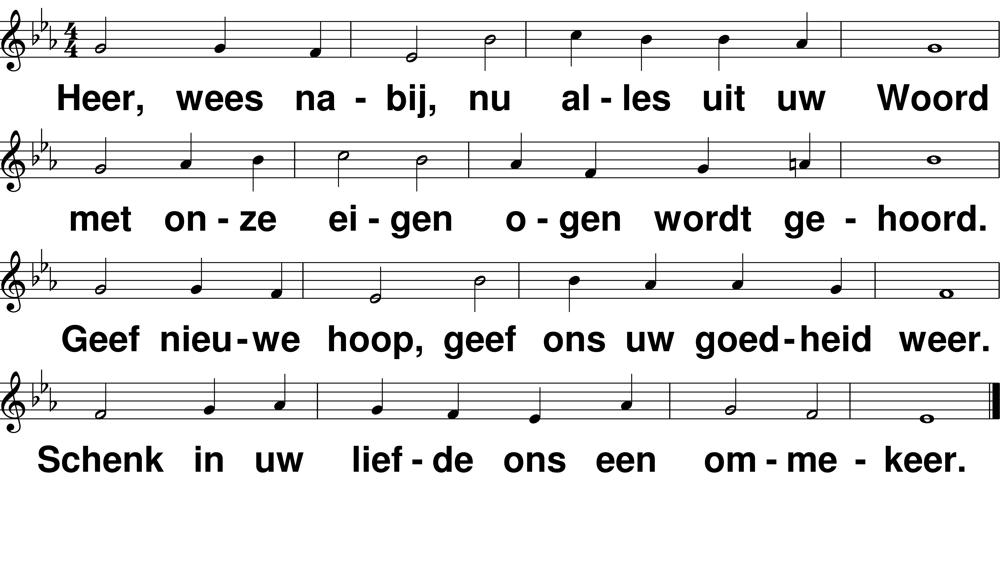 4
4
Heer, wees na - bij, nu al - les uit uw Woord
met on - ze ei - gen o - gen wordt ge - hoord.
Geef nieu - we hoop, geef ons uw goed - heid weer.
Schenk in uw lief - de ons een om - me - keer.